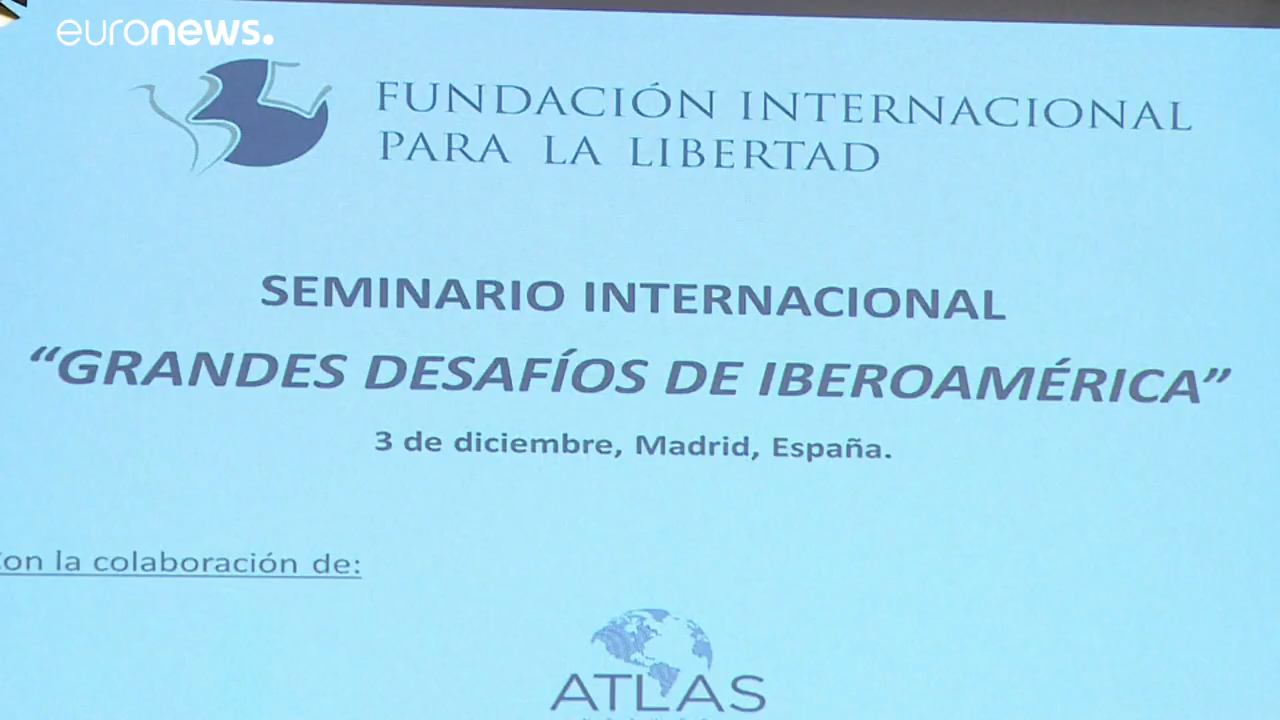 euronews.
FUNDACIÓN INTERNACIONAL
PARA LA LIBERTAD
SEMINARIO INTERNACIONAL
“GRANDES DESAFÍOS DE IBEROAMÉRICA”
3 de diciembre, Madrid, España.
on la colaboración de:
ATLAS